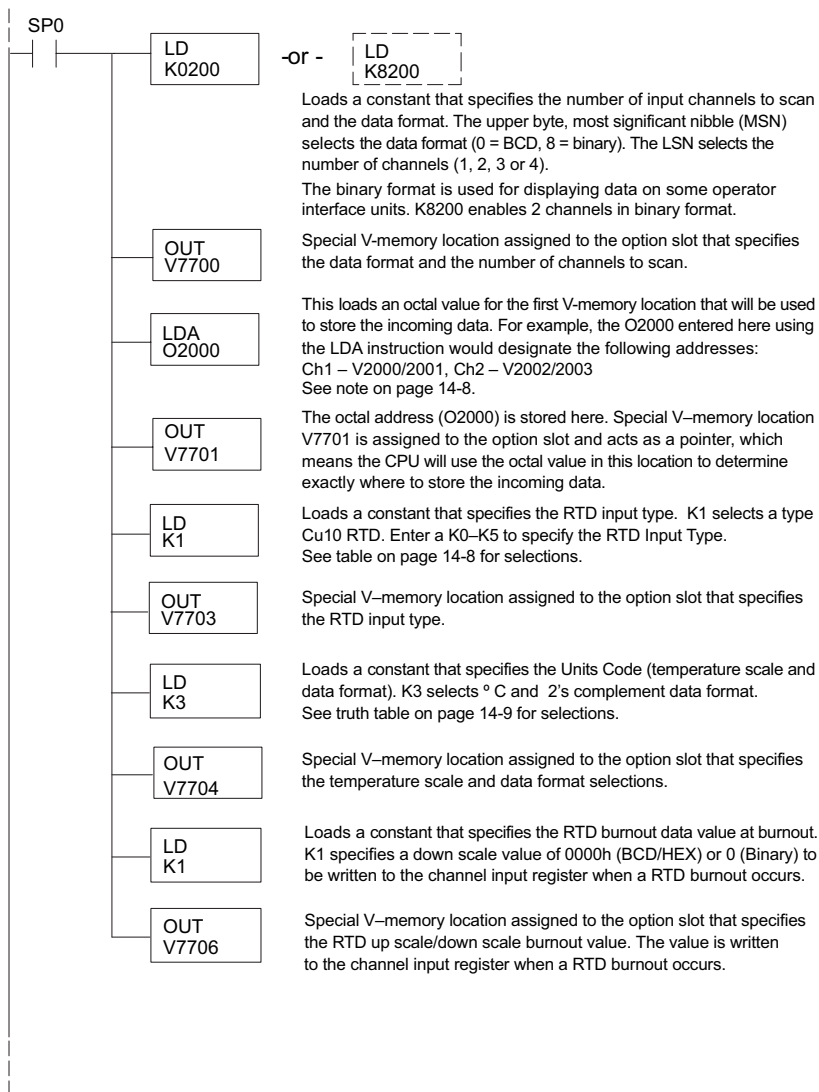 SP0
LD
K0200
-or -
LD
K8200
Loads a constant that specifies the number of input channels to scan
and the data format. The upper byte, most significant nibble (MSN)
selects the data format (0 = BCD, 8 = binary). The LSN selects the
number of channels (1, 2, 3 or 4).
The binary format is used for displaying data on some operator
interface units. K8200 enables 2 channels in binary format.
OUT
V7700
Special V-memory location assigned to the option slot that specifies
the data format and the number of channels to scan.
LDA
O2000
This loads an octal value for the first V-memory location that will be used
to store the incoming data. For example, the O2000 entered here using
the LDA instruction would designate the following addresses:
Ch1 – V2000/2001, Ch2 – V2002/2003
See note on page 14-8.
OUT
V7701
The octal address (O2000) is stored here. Special V–memory location
V7701 is assigned to the option slot and acts as a pointer, which
means the CPU will use the octal value in this location to determine
exactly where to store the incoming data.
LD
K1
Loads a constant that specifies the RTD input type.  K1 selects a type
Cu10 RTD. Enter a K0–K5 to specify the RTD Input Type.
See table on page 14-8 for selections.
OUT
V7703
Special V–memory location assigned to the option slot that specifies
the RTD input type.
LD
K3
Loads a constant that specifies the Units Code (temperature scale and
data format). K3 selects º C and  2's complement data format.
See truth table on page 14-9 for selections.
OUT
V7704
Special V–memory location assigned to the option slot that specifies
the temperature scale and data format selections.
LD
K1
Loads a constant that specifies the RTD burnout data value at burnout.
K1 specifies a down scale value of 0000h (BCD/HEX) or 0 (Binary) to
be written to the channel input register when a RTD burnout occurs.
OUT
V7706
Special V–memory location assigned to the option slot that specifies
the RTD up scale/down scale burnout value. The value is written
to the channel input register when a RTD burnout occurs.